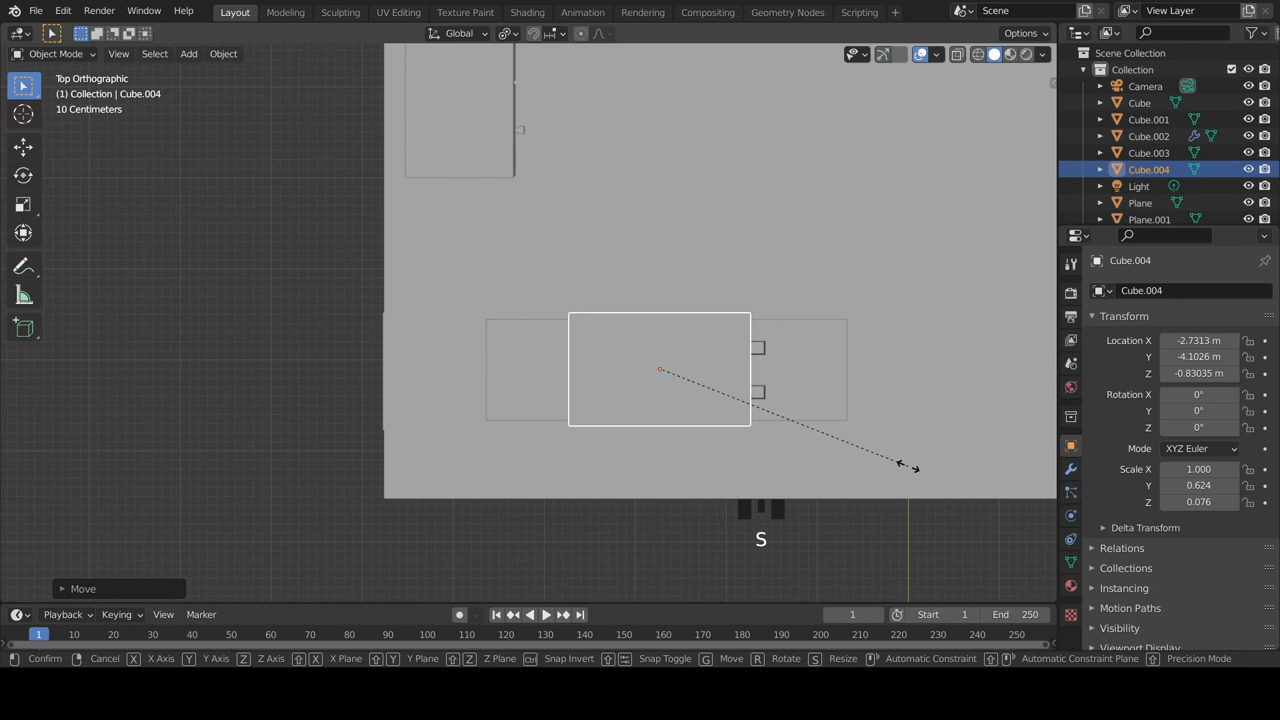 File Edit Render Window Help Layout Modeling Sculpting UV Editing Texture Paint Shading Animation Rendering Compositing Geometry Nodes Scripting + Scene View Layer
Global Options
Object Mode View Select Add Object
Top Orthographic
(1) Collection | Cube.004
10 Centimeters
Scene Collection
Collection
Camera
Cube
Cube.001
Cube.002
Cube.003
Cube.004
Light
Plane
Plane.001
Cube.004
Cube.004
Transform
Location X -2.7313 m
Y -4.1026 m
Z -0.83035 m
Rotation X 0°
Y 0°
Z 0°
Mode XYZ Euler
Scale X 1.000
Y 0.624
Z 0.076
Delta Transform
Relations
Collections
Instancing
Motion Paths
Visibility
Viewport Display
S
Move
Playback Keying View Marker 1 Start 1 End 250
1 10 20 30 40 50 60 70 80 90 100 110 120 130 140 150 160 170 180 190 200 210 220 230 240 250
Confirm Cancel X X Axis Y Y Axis Z Z Axis X X Plane Y Y Plane Z Z Plane Ctrl Snap Invert Snap Toggle G Move R Rotate S Resize Automatic Constraint Automatic Constraint Plane Precision Mode